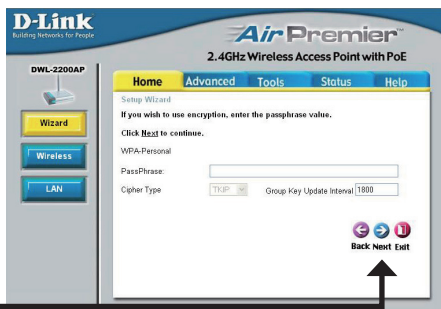 D-Link
Building Networks for People
Air Premier™
2.4GHz Wireless Access Point with PoE
DWL-2200AP
Home Advanced Tools Status Help
Wizard
Wireless
LAN
Setup Wizard
If you wish to use encryption, enter the passphrase value.
Click Next to continue.
WPA-Personal
PassPhrase:
Cipher Type TKIP Group Key Update Interval 1800
Back Next Exit